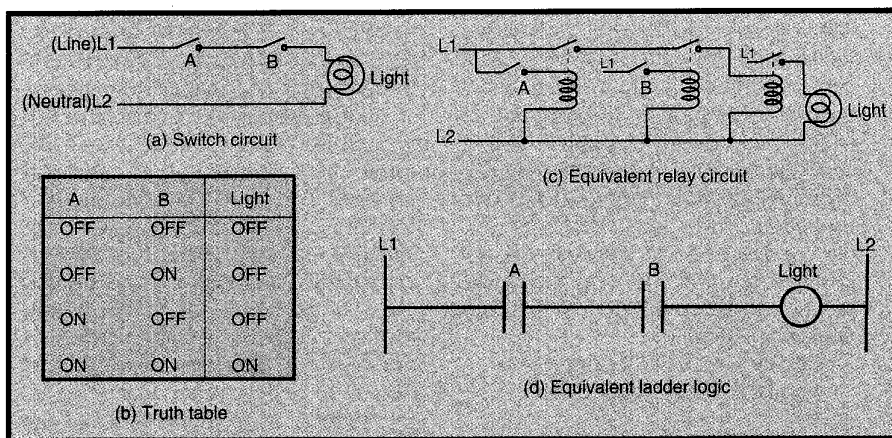 (Line)L1
A
B
Light
(Neutral)L2
(a) Switch circuit
L1
A
L1
B
L1
L2
Light
(c) Equivalent relay circuit
A B Light
OFF OFF OFF
OFF ON OFF
ON OFF OFF
ON ON ON
(b) Truth table
L1
A
B
Light
L2
(d) Equivalent ladder logic